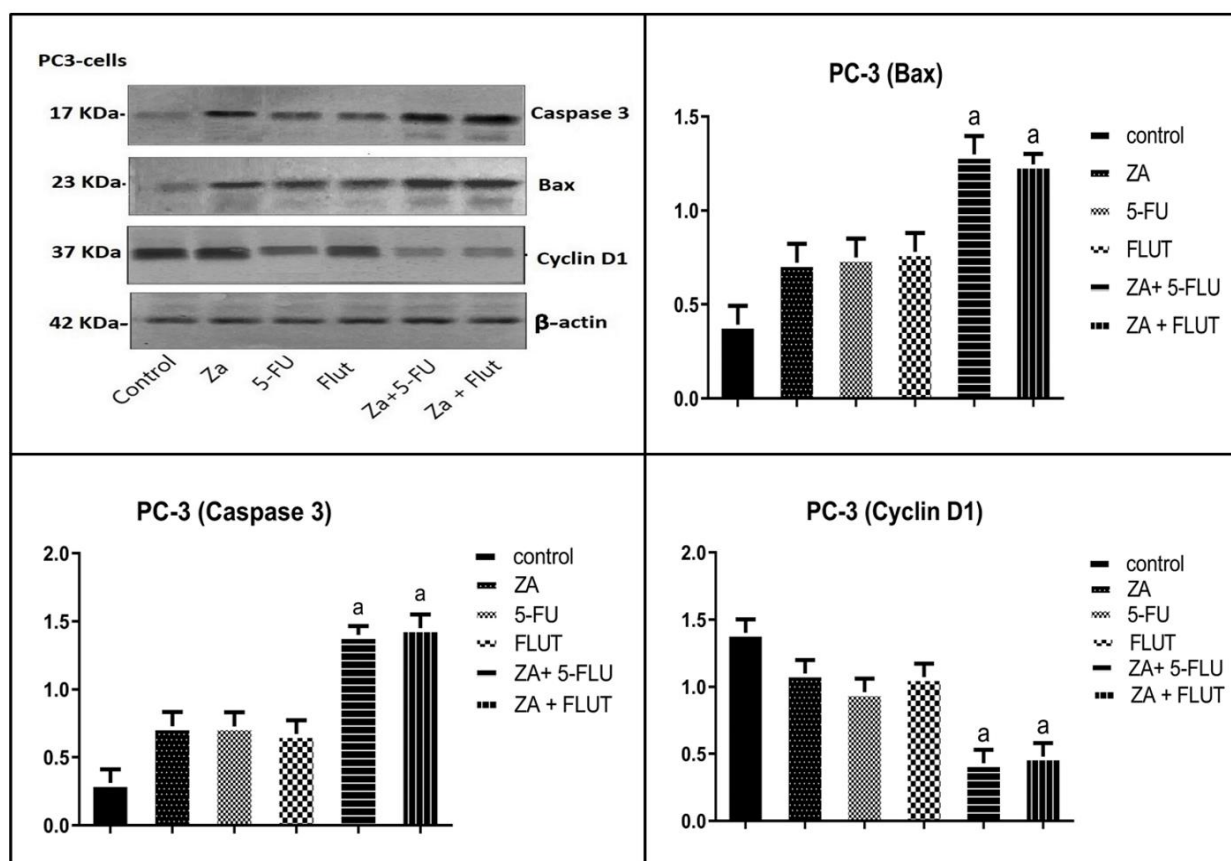 PC3-cells
17 KDa-
Caspase 3
23 KDa-
Bax
37 KDa
Cyclin D1
42 KDa-
β-actin
Control
Za
5-FU
Flut
Za+5-FU
Za + Flut
PC-3 (Bax)
1.5
1.0
0.5
0.0
a
a
control
ZA
5-FU
FLUT
ZA+ 5-FLU
ZA + FLUT
PC-3 (Caspase 3)
2.0
1.5
1.0
0.5
0.0
a
a
control
ZA
5-FU
FLUT
ZA+ 5-FLU
ZA + FLUT
PC-3 (Cyclin D1)
2.0
1.5
1.0
0.5
0.0
a
a
control
ZA
5-FU
FLUT
ZA+ 5-FLU
ZA + FLUT